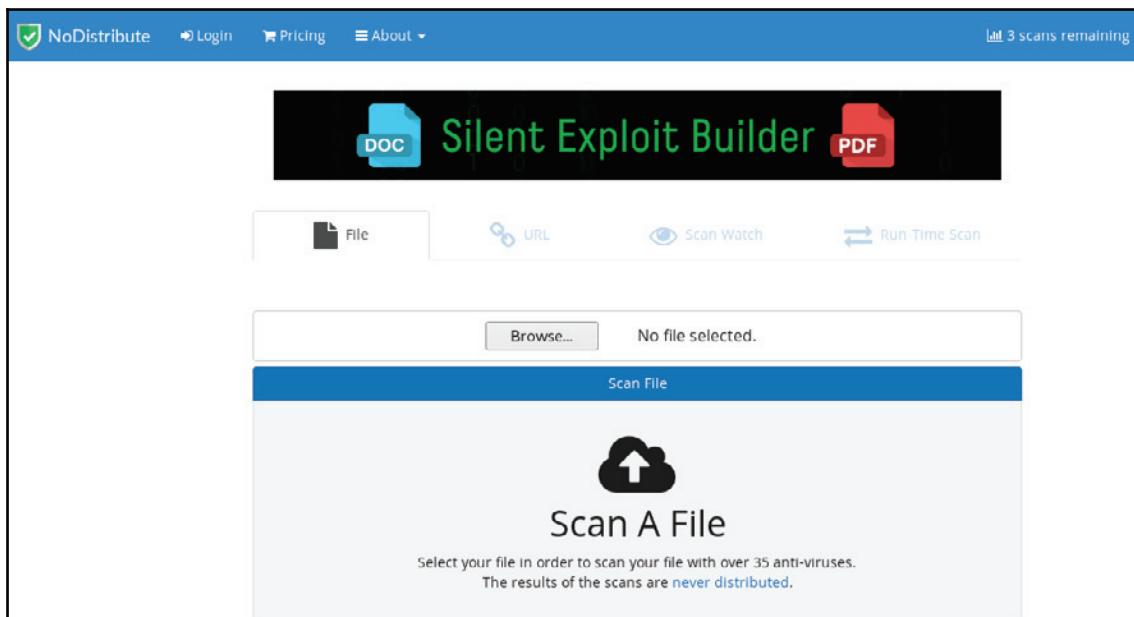 NoDistribute Login Pricing About 3 scans remaining
DOC Silent Exploit Builder PDF
File URL Scan Watch Run Time Scan
Browse... No file selected.
Scan File
Scan A File
Select your file in order to scan your file with over 35 anti-viruses.
The results of the scans are never distributed.